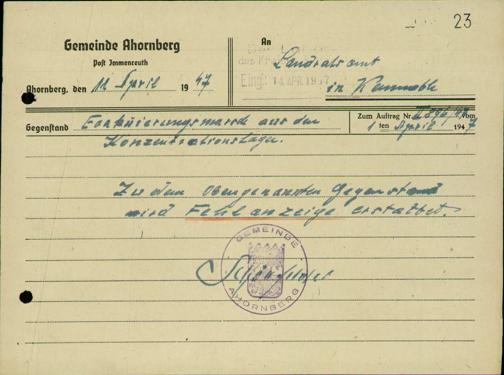 23
Gemeinde Ahornberg
Post Immenreuth
Ahornberg, den 11. April 1947
An
Landratsamt
in Kemnath
Eing. 14. APR. 1947
Gegenstand Evakuierungsmarsch aus den
Konzentrationslagern.
Zum Auftrag Nr. vom
1 ten April 1947
Zu dem obengenannten Gegenstand
wird Fehlanzeige erstattet.
GEMEINDE
AHORNBERG